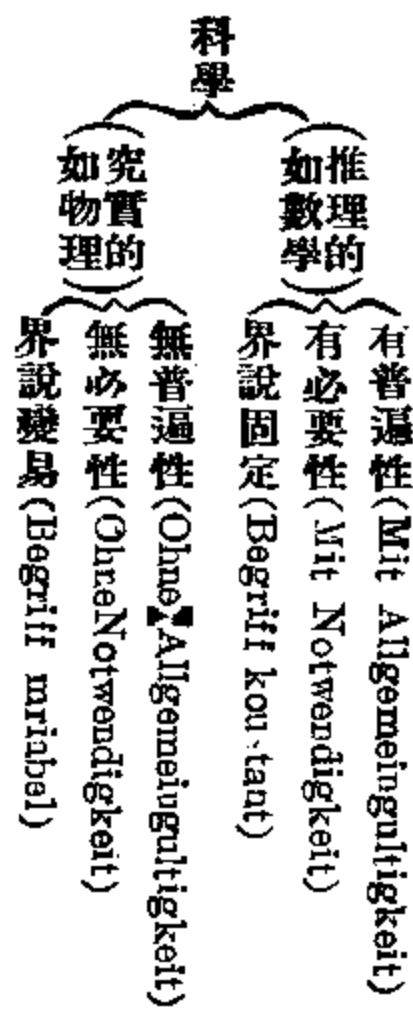 科學
推理的
(如數學)
有普遍性(Mit Allgemeingultigkeit)
有必要性(Mit Notwendigkeit)
界說固定(Begriff kou tant)
究實的
(如物理)
無普遍性(Ohne Allgemeingultigkeit)
無必要性(OhneNotwendigkeit)
界說變易(Begriff mriabel)